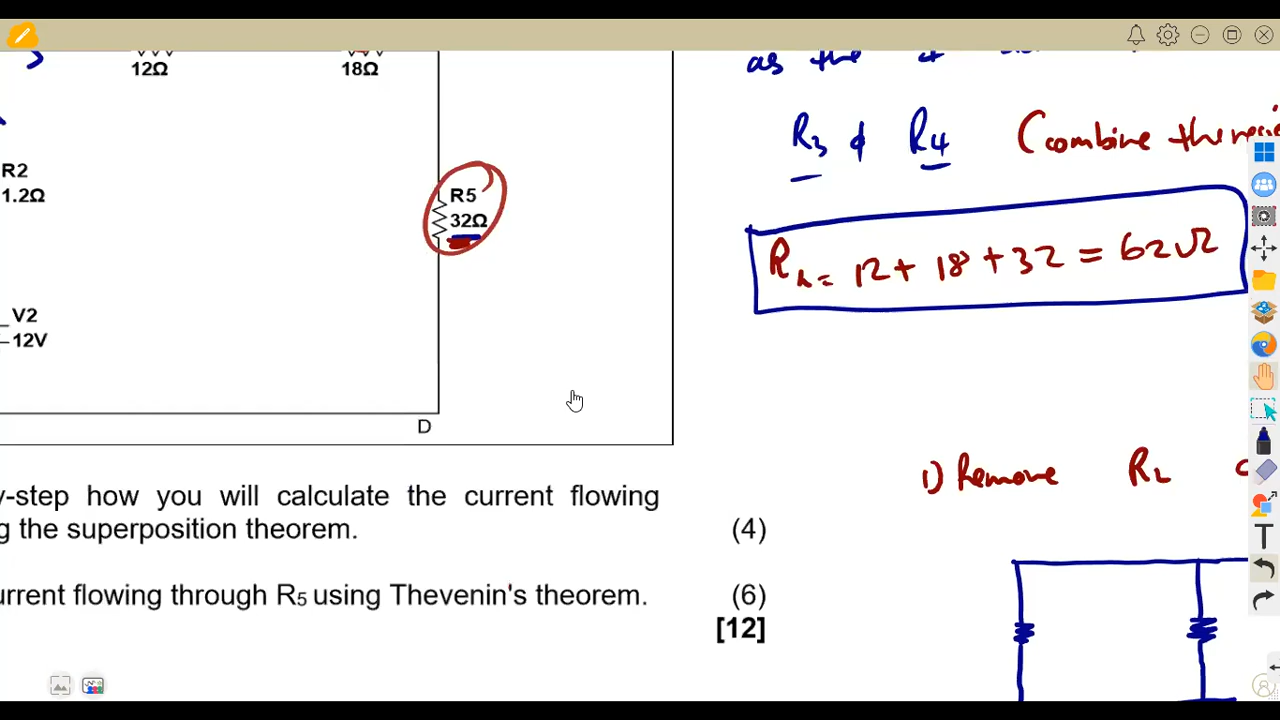 12Ω
18Ω
R2
1.2Ω
R5
32Ω
V2
12V
D
y-step how you will calculate the current flowing
g the superposition theorem. (4)
urrent flowing through R5 using Thevenin's theorem. (6)
[12]
as the
R3 & R4 (combine the
= 12 + 18 + 32 = 62Ω
1) Remove RL
T